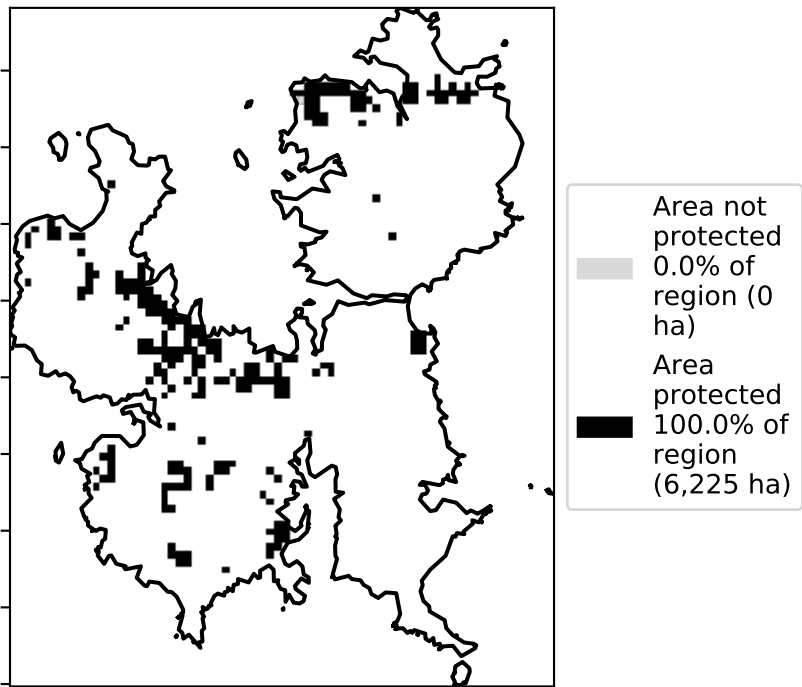 Area not
protected
0.0% of
region (0
ha)
Area
protected
100.0% of
region
(6,225 ha)